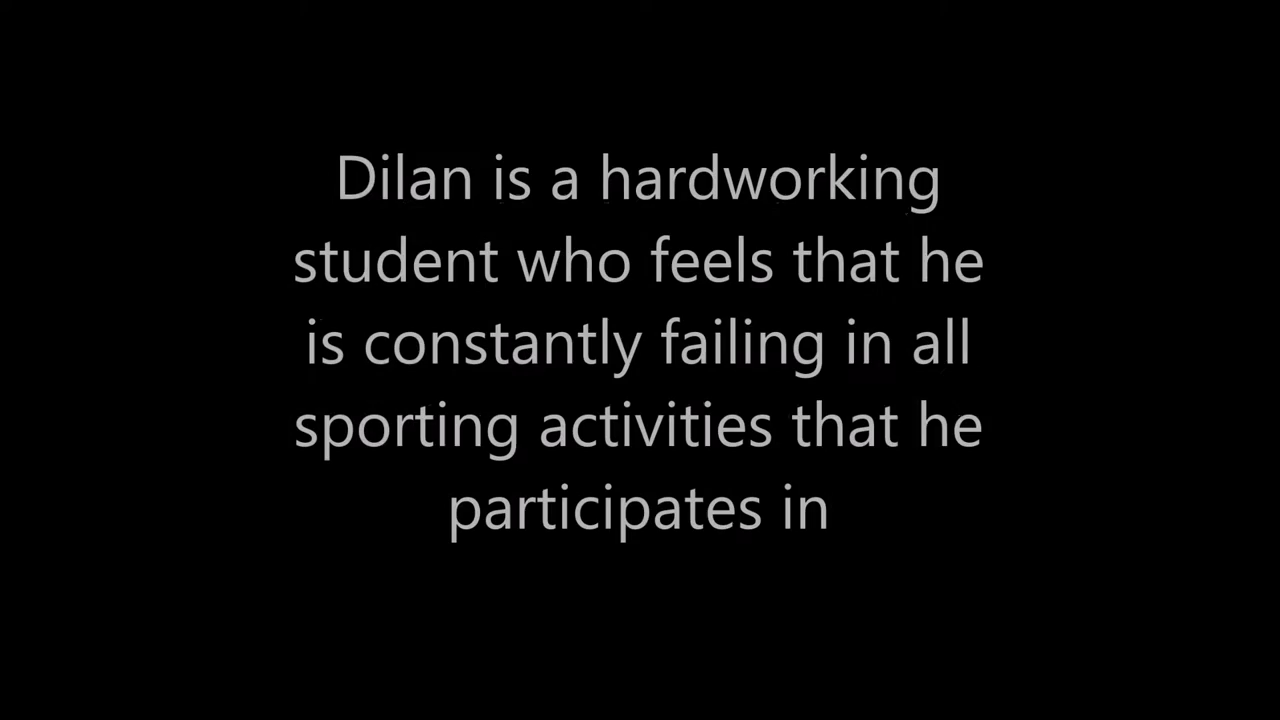 Dilan is a hardworking
student who feels that he
is constantly failing in all
sporting activities that he
participates in